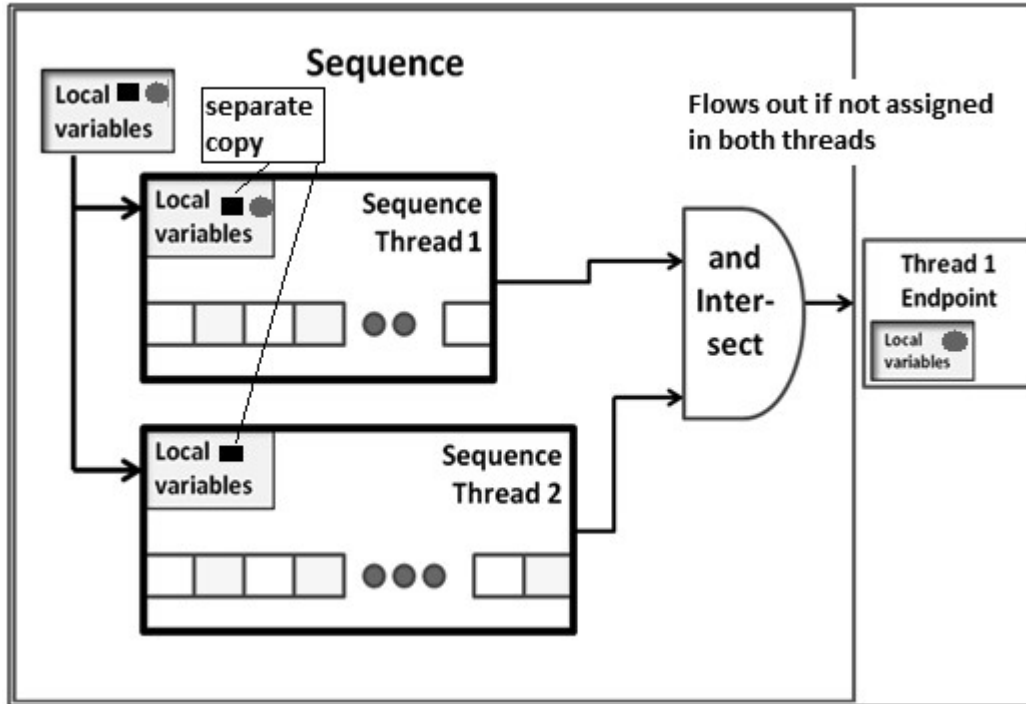 Sequence
Local
variables
separate
copy
Flows out if not assigned
in both threads
Local
variables
Sequence
Thread 1
and
Inter-
sect
Thread 1
Endpoint
Local
variables
Local
variables
Sequence
Thread 2